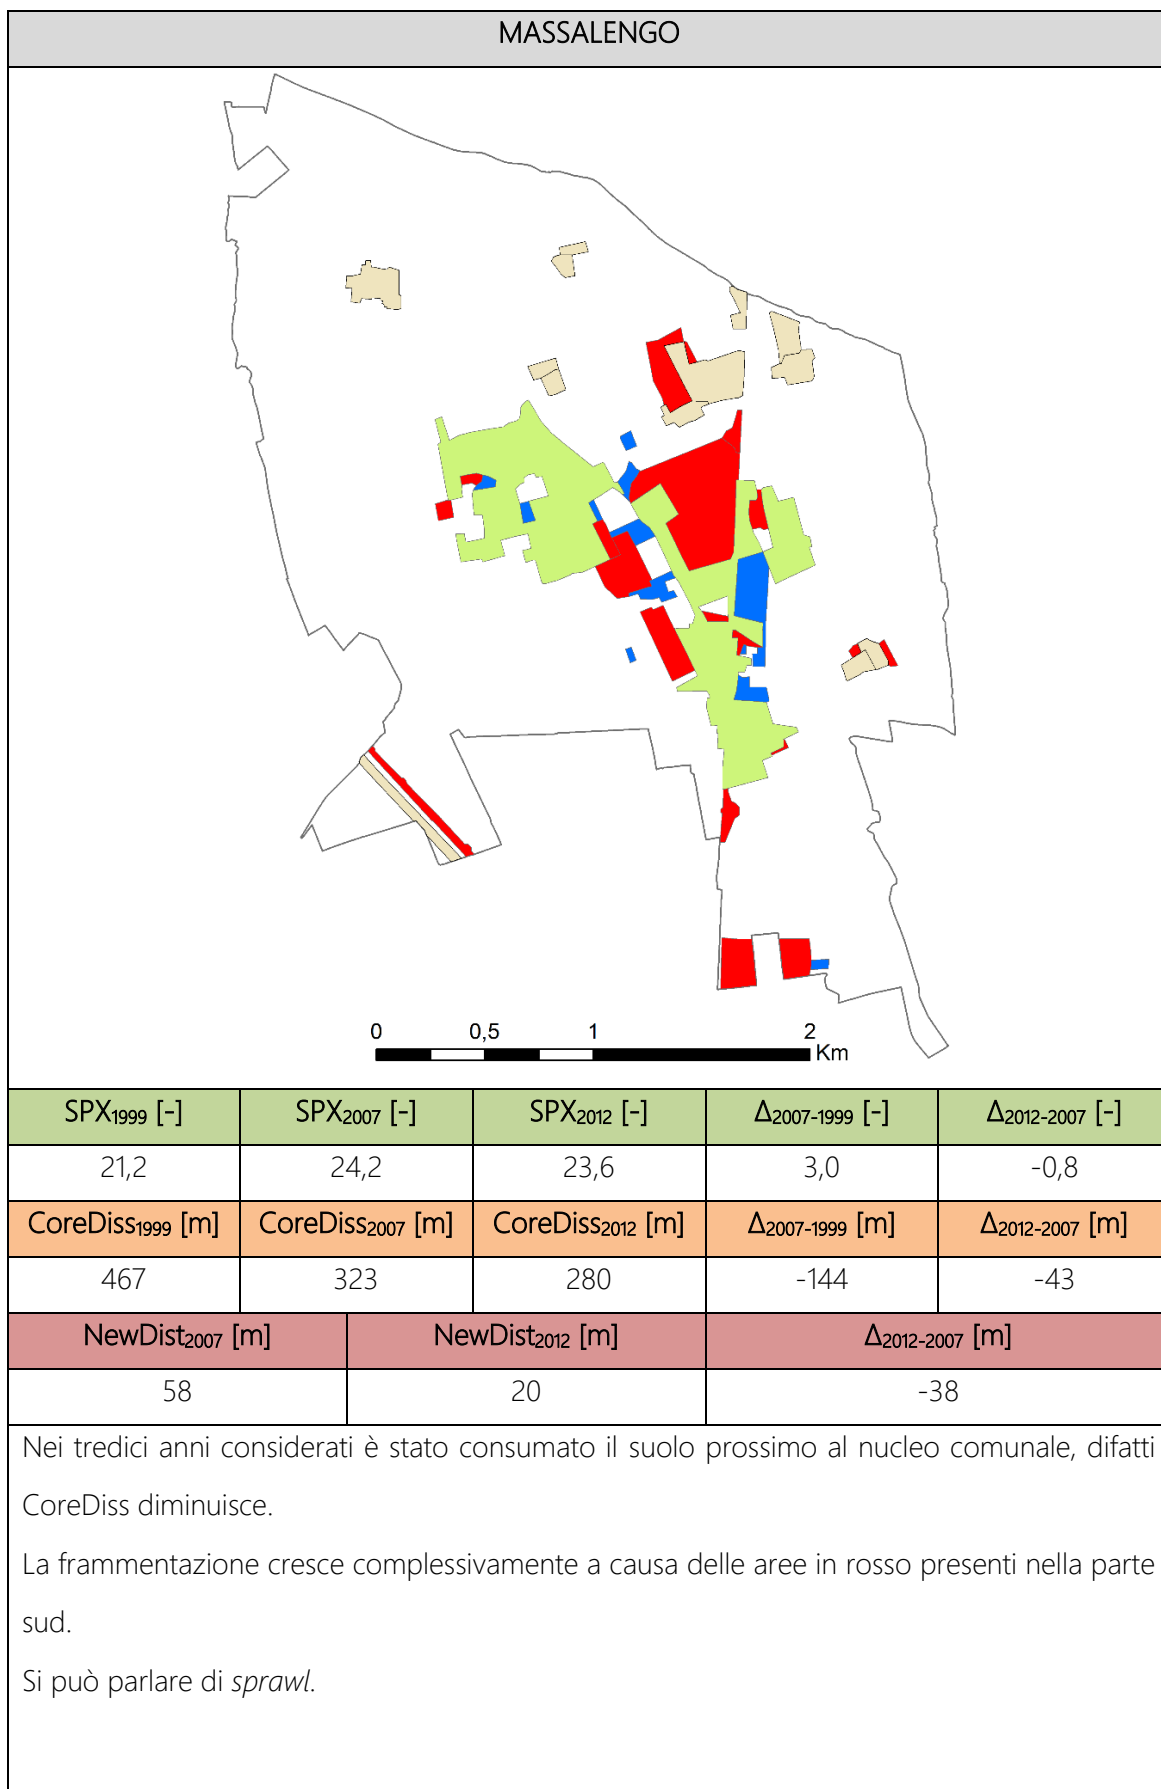 MASSALENGO
0 0,5 1 2
Km
SPX1999 [-] SPX2007 [-] SPX2012 [-] Δ2007-1999 [-] Δ2012-2007 [-]
21,2 24,2 23,6 3,0 -0,8
CoreDiss1999 [m] CoreDiss2007 [m] CoreDiss2012 [m] Δ2007-1999 [m] Δ2012-2007 [m]
467 323 280 -144 -43
NewDist2007 [m] NewDist2012 [m] Δ2012-2007 [m]
58 20 -38
Nei tredici anni considerati è stato consumato il suolo prossimo al nucleo comunale, difatti
CoreDiss diminuisce.
La frammentazione cresce complessivamente a causa delle aree in rosso presenti nella parte
sud.
Si può parlare di sprawl.